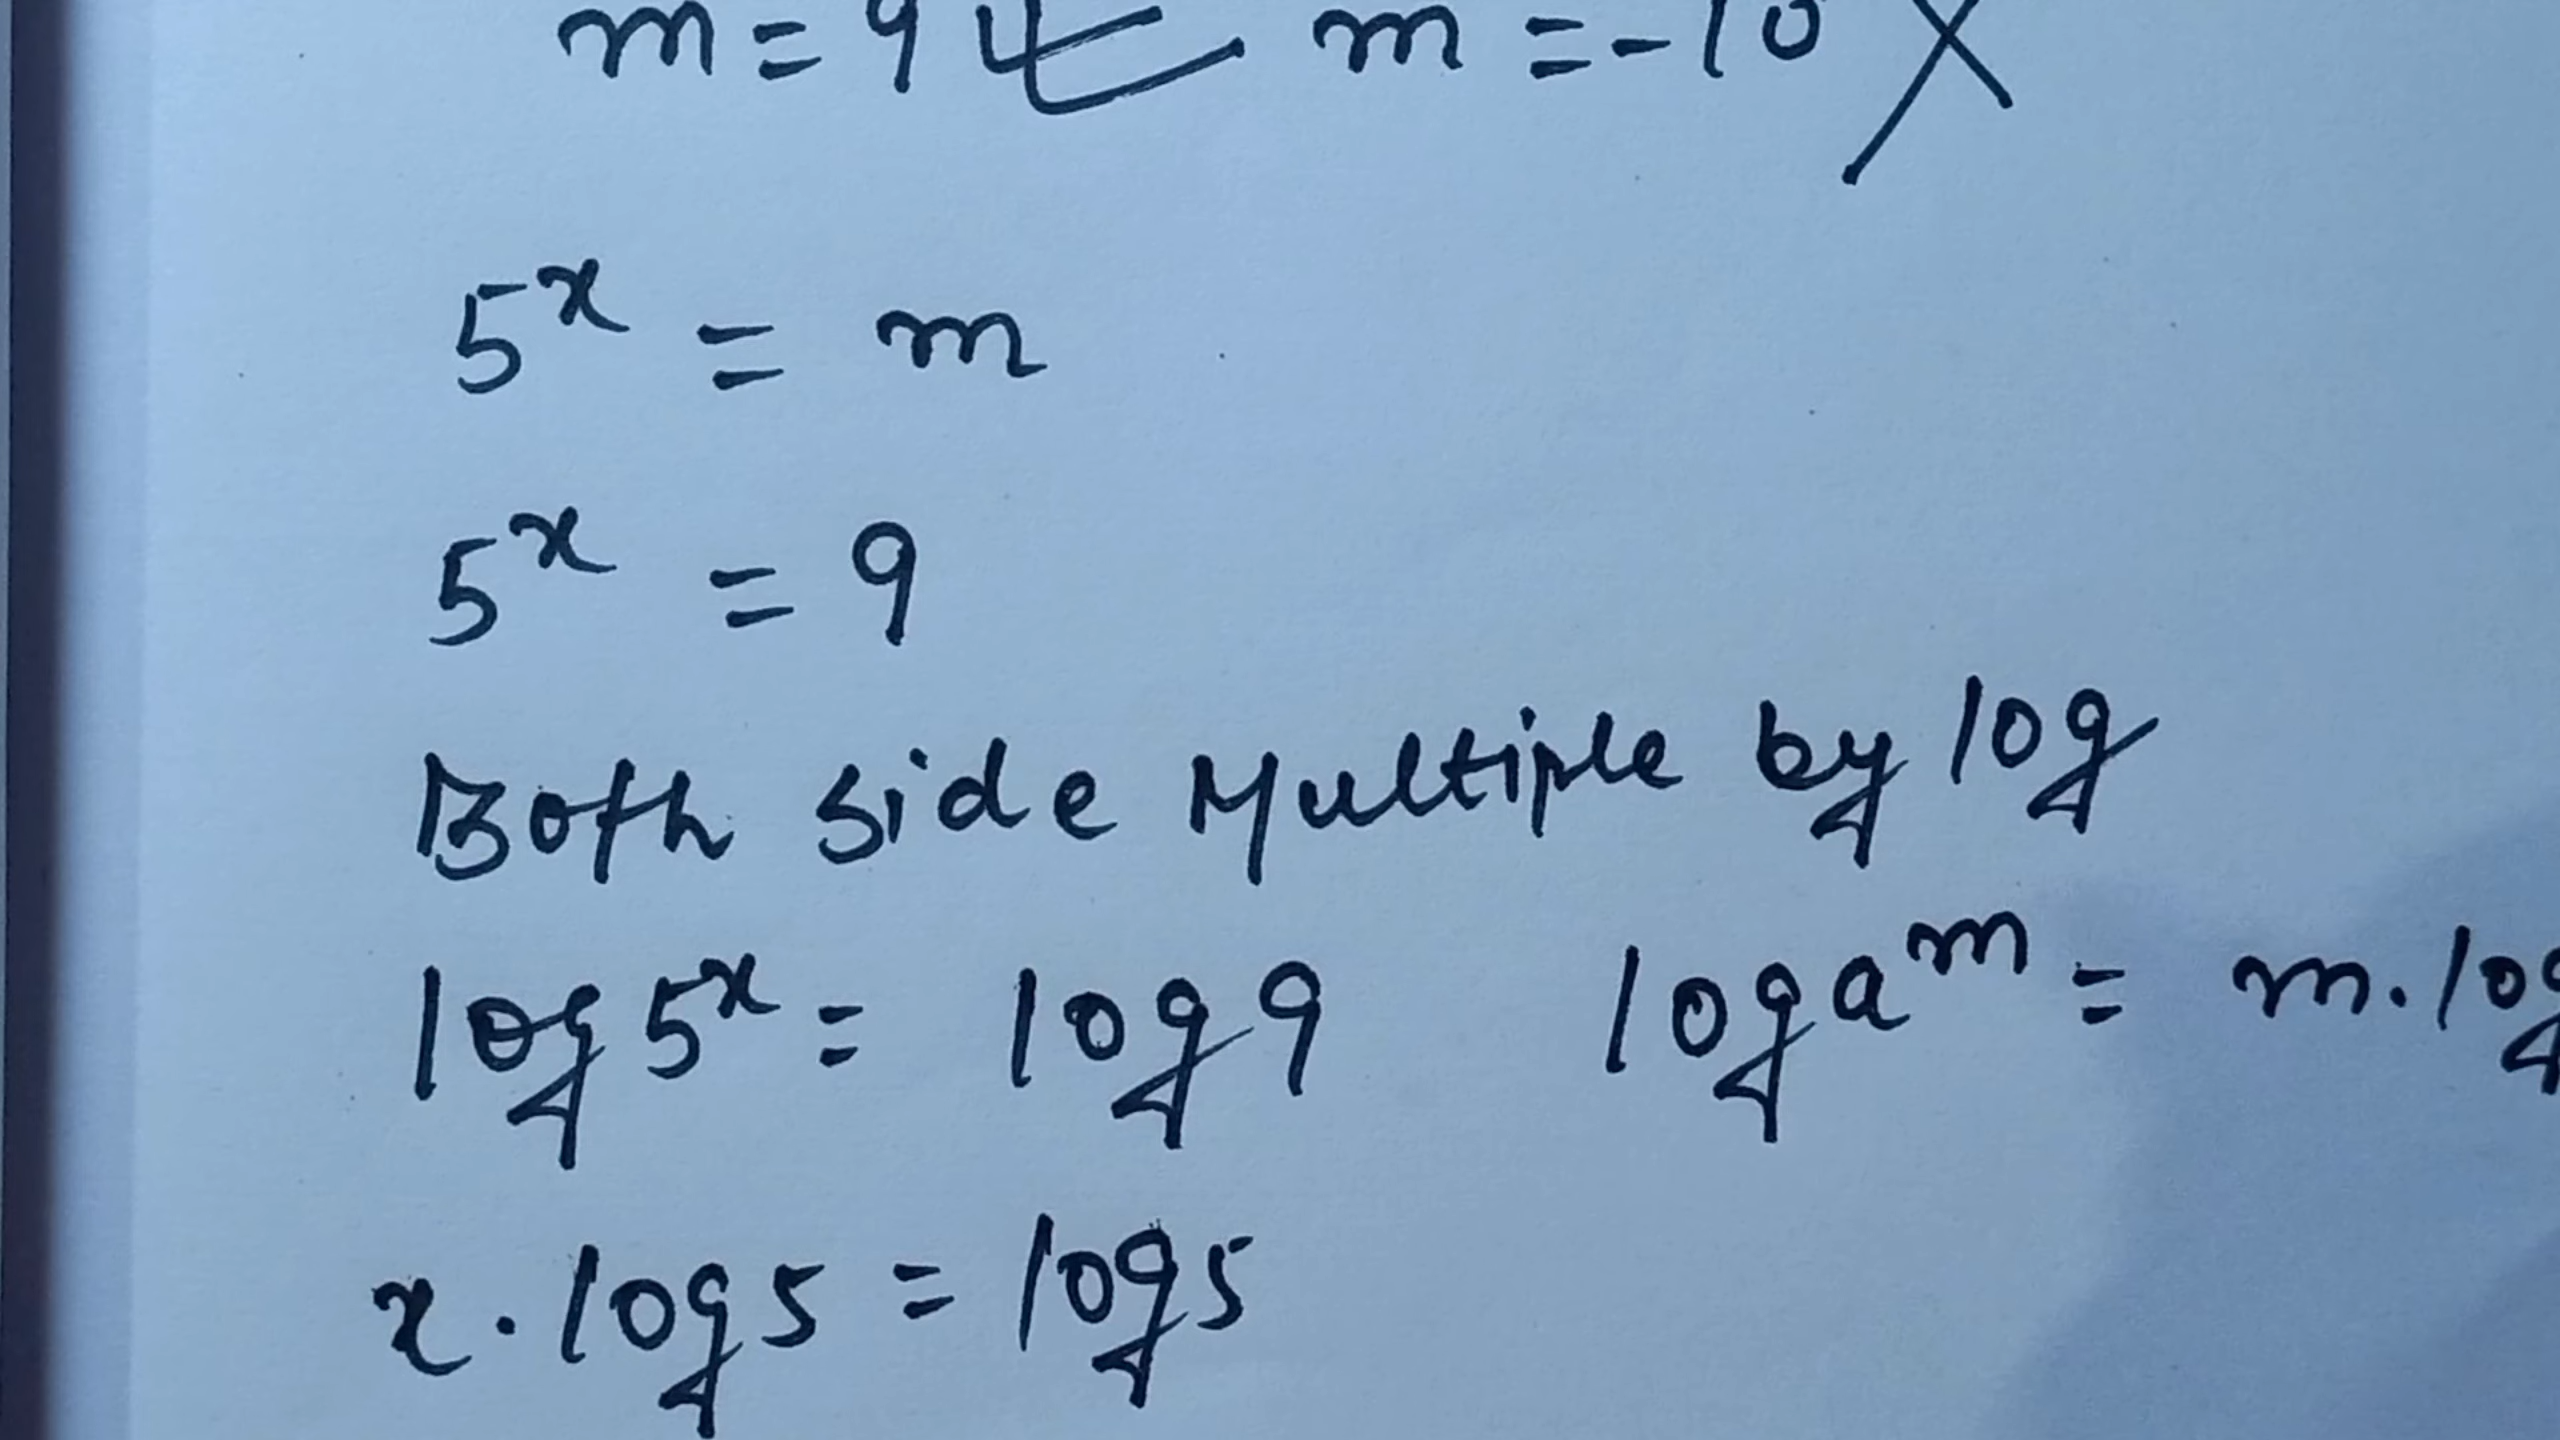 m = 9 m = -10
5^x = m
5^x = 9
Both side Multiple by log
log 5^x = log 9 log a^m = m . log
x . log 5 = log 5